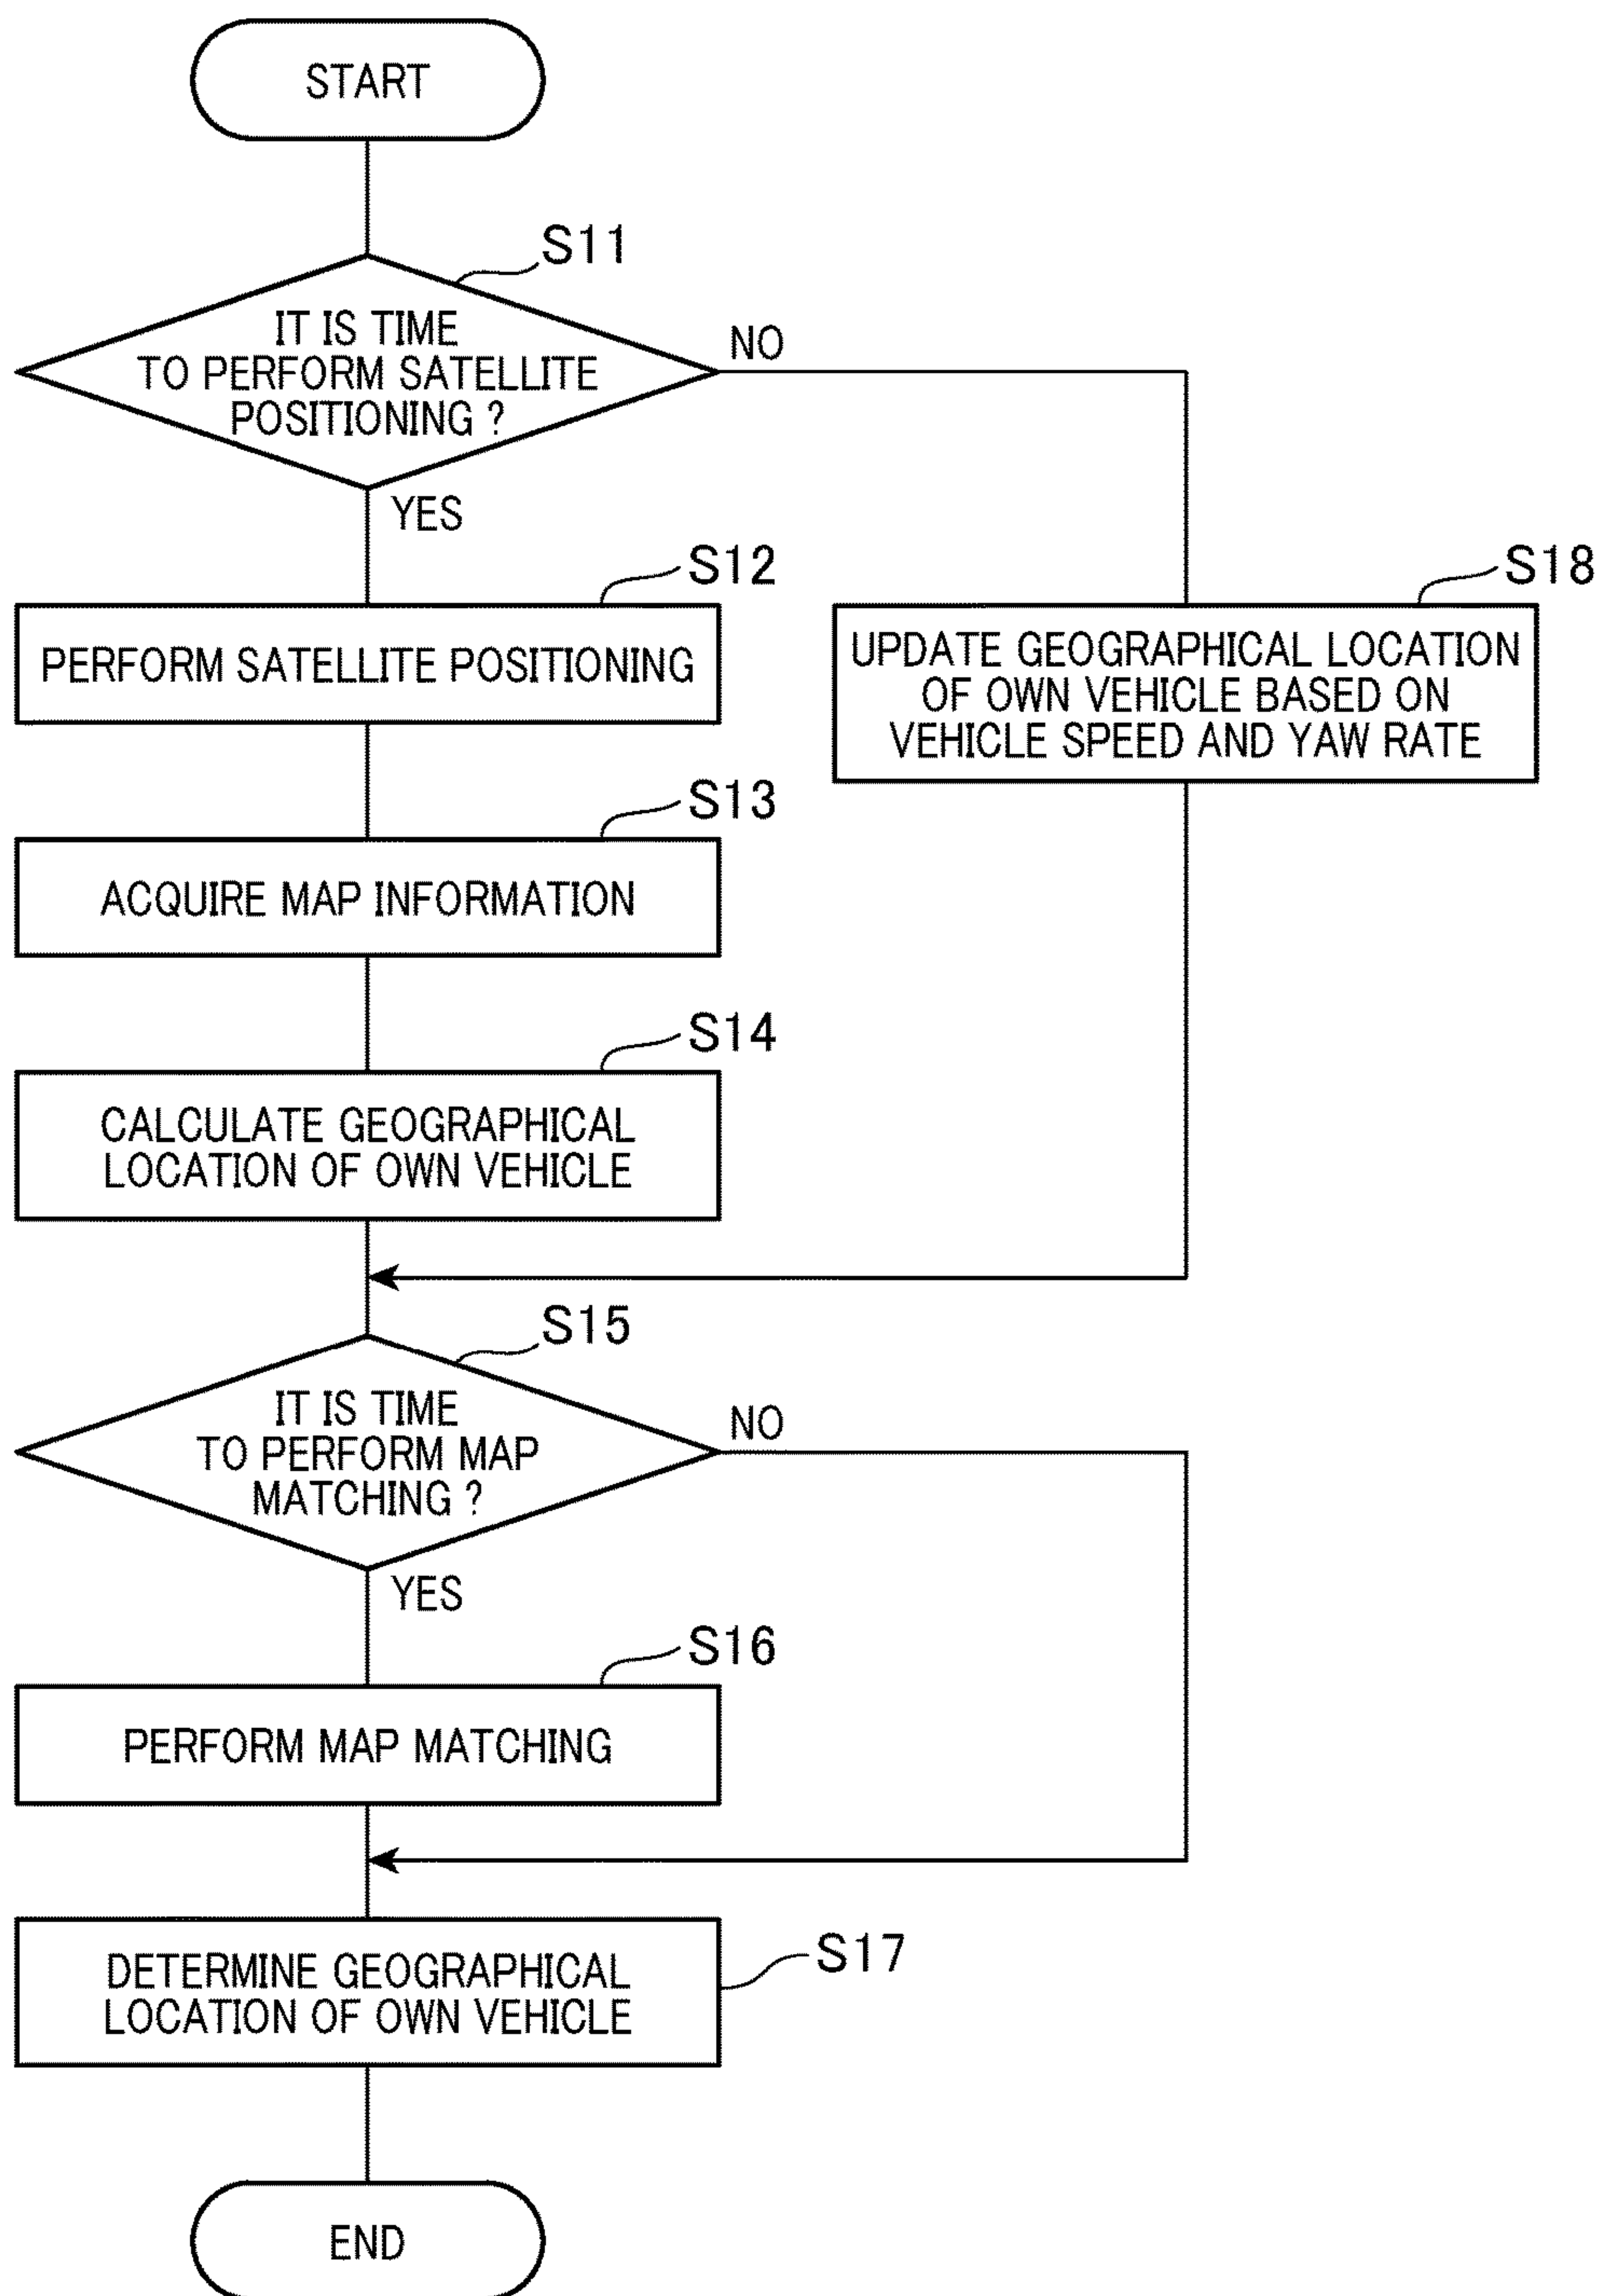 START
S11
IT IS TIME
TO PERFORM SATELLITE
POSITIONING ?
NO
YES
S12
PERFORM SATELLITE POSITIONING
S18
UPDATE GEOGRAPHICAL LOCATION
OF OWN VEHICLE BASED ON
VEHICLE SPEED AND YAW RATE
S13
ACQUIRE MAP INFORMATION
S14
CALCULATE GEOGRAPHICAL
LOCATION OF OWN VEHICLE
S15
IT IS TIME
TO PERFORM MAP
MATCHING ?
NO
YES
S16
PERFORM MAP MATCHING
S17
DETERMINE GEOGRAPHICAL
LOCATION OF OWN VEHICLE
END